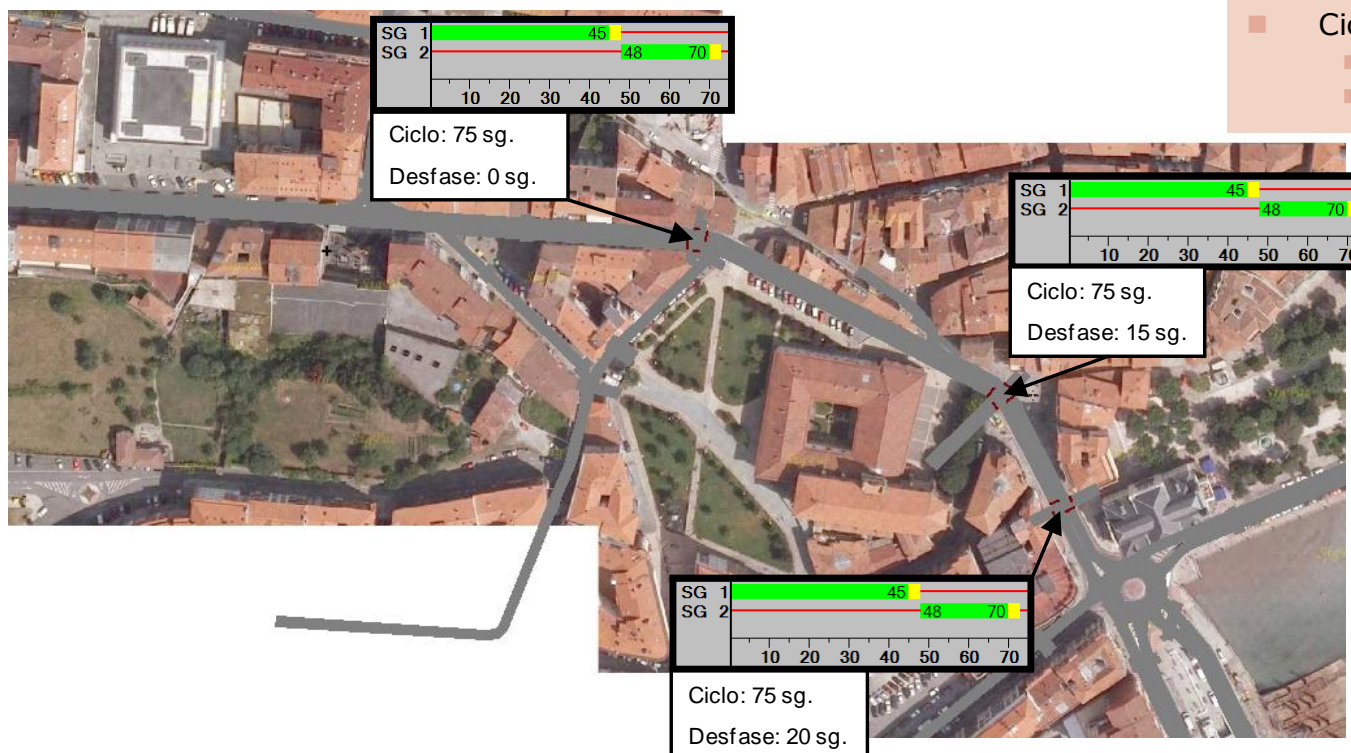 SG 1 45
SG 2 48 70
10 20 30 40 50 60 70
Ciclo: 75 sg.
Desfase: 0 sg.
SG 1 45
SG 2 48 70
10 20 30 40 50 60
Ciclo: 75 sg.
Desfase: 15 sg.
SG 1 45
SG 2 48 70
10 20 30 40 50 60 70
Ciclo: 75 sg.
Desfase: 20 sg.